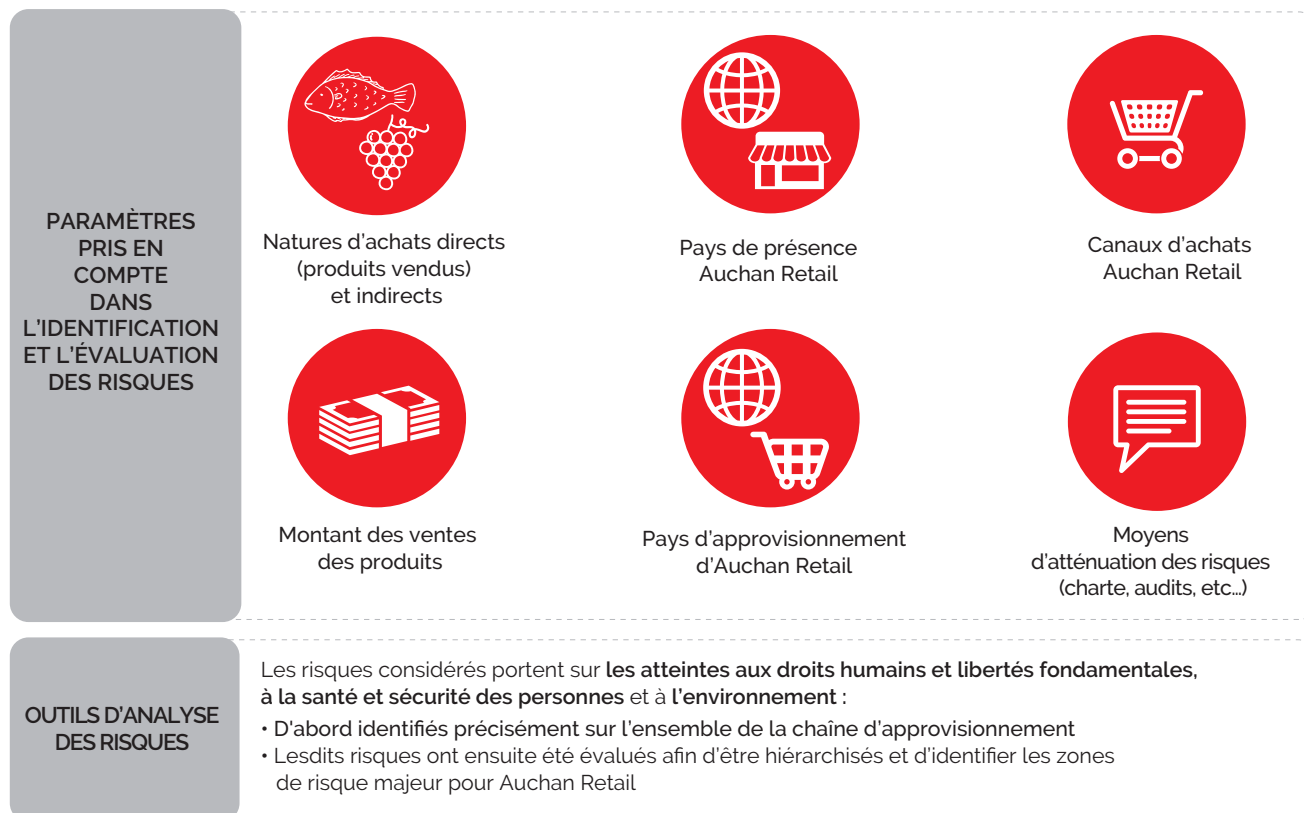 PARAMÈTRES
PRIS EN
COMPTE
DANS
L'IDENTIFICATION
ET L'ÉVALUATION
DES RISQUES
Natures d'achats directs
(produits vendus)
et indirects
Pays de présence
Auchan Retail
Canaux d'achats
Auchan Retail
Montant des ventes
des produits
Pays d'approvisionnement
d'Auchan Retail
Moyens
d'atténuation des risques
(charte, audits, etc…)
OUTILS D'ANALYSE
DES RISQUES
Les risques considérés portent sur les atteintes aux droits humains et libertés fondamentales,
à la santé et sécurité des personnes et à l'environnement :
• D'abord identifiés précisément sur l'ensemble de la chaîne d'approvisionnement
• Lesdits risques ont ensuite été évalués afin d'être hiérarchisés et d'identifier les zones
de risque majeur pour Auchan Retail